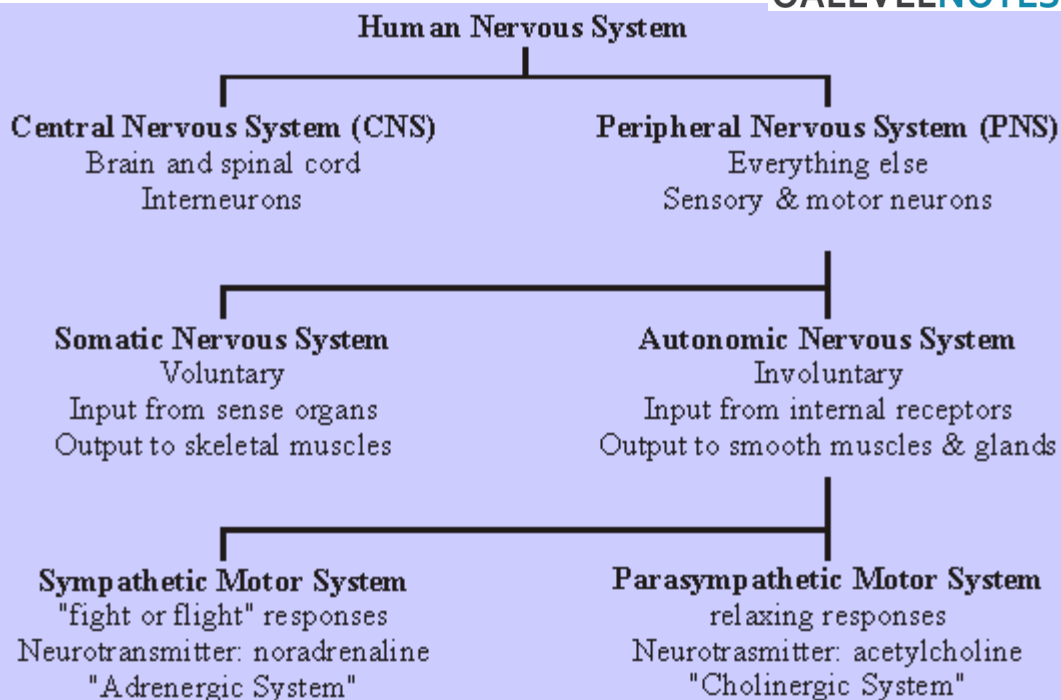 Human Nervous System
Central Nervous System (CNS)
Brain and spinal cord
Interneurons
Peripheral Nervous System (PNS)
Everything else
Sensory & motor neurons
Somatic Nervous System
Voluntary
Input from sense organs
Output to skeletal muscles
Autonomic Nervous System
Involuntary
Input from internal receptors
Output to smooth muscles & glands
Sympathetic Motor System
"fight or flight" responses
Neurotransmitter: noradrenaline
"Adrenergic System"
Parasympathetic Motor System
relaxing responses
Neurotrasmitter: acetylcholine
"Cholinergic System"